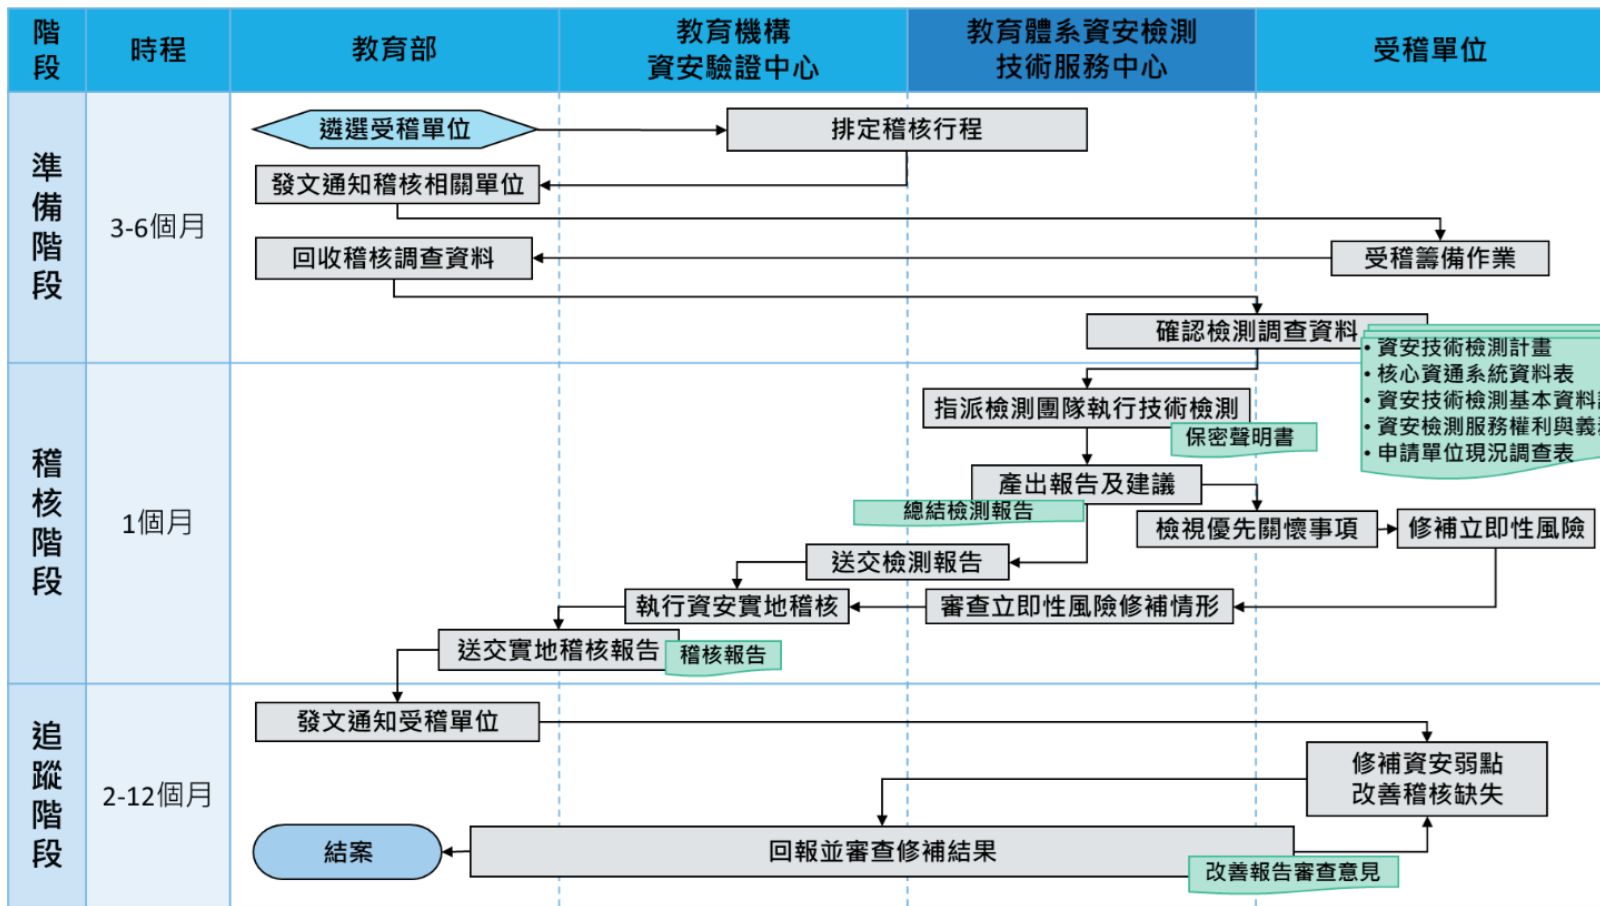 階段
時程
教育部
教育機構
資安驗證中心
教育體系資安檢測
技術服務中心
受稽單位
準備階段
3-6個月
遴選受稽單位
排定稽核行程
發文通知稽核相關單位
回收稽核調查資料
受稽籌備作業
確認檢測調查資料
• 資安技術檢測計畫
• 核心資通系統資料表
• 資安技術檢測基本資料
• 資安檢測服務權利與義
• 申請單位現況調查表
稽核階段
1個月
指派檢測團隊執行技術檢測
保密聲明書
產出報告及建議
總結檢測報告
檢視優先關懷事項
修補立即性風險
送交檢測報告
執行資安實地稽核
審查立即性風險修補情形
送交實地稽核報告
稽核報告
追蹤階段
2-12個月
發文通知受稽單位
修補資安弱點
改善稽核缺失
結案
回報並審查修補結果
改善報告審查意見